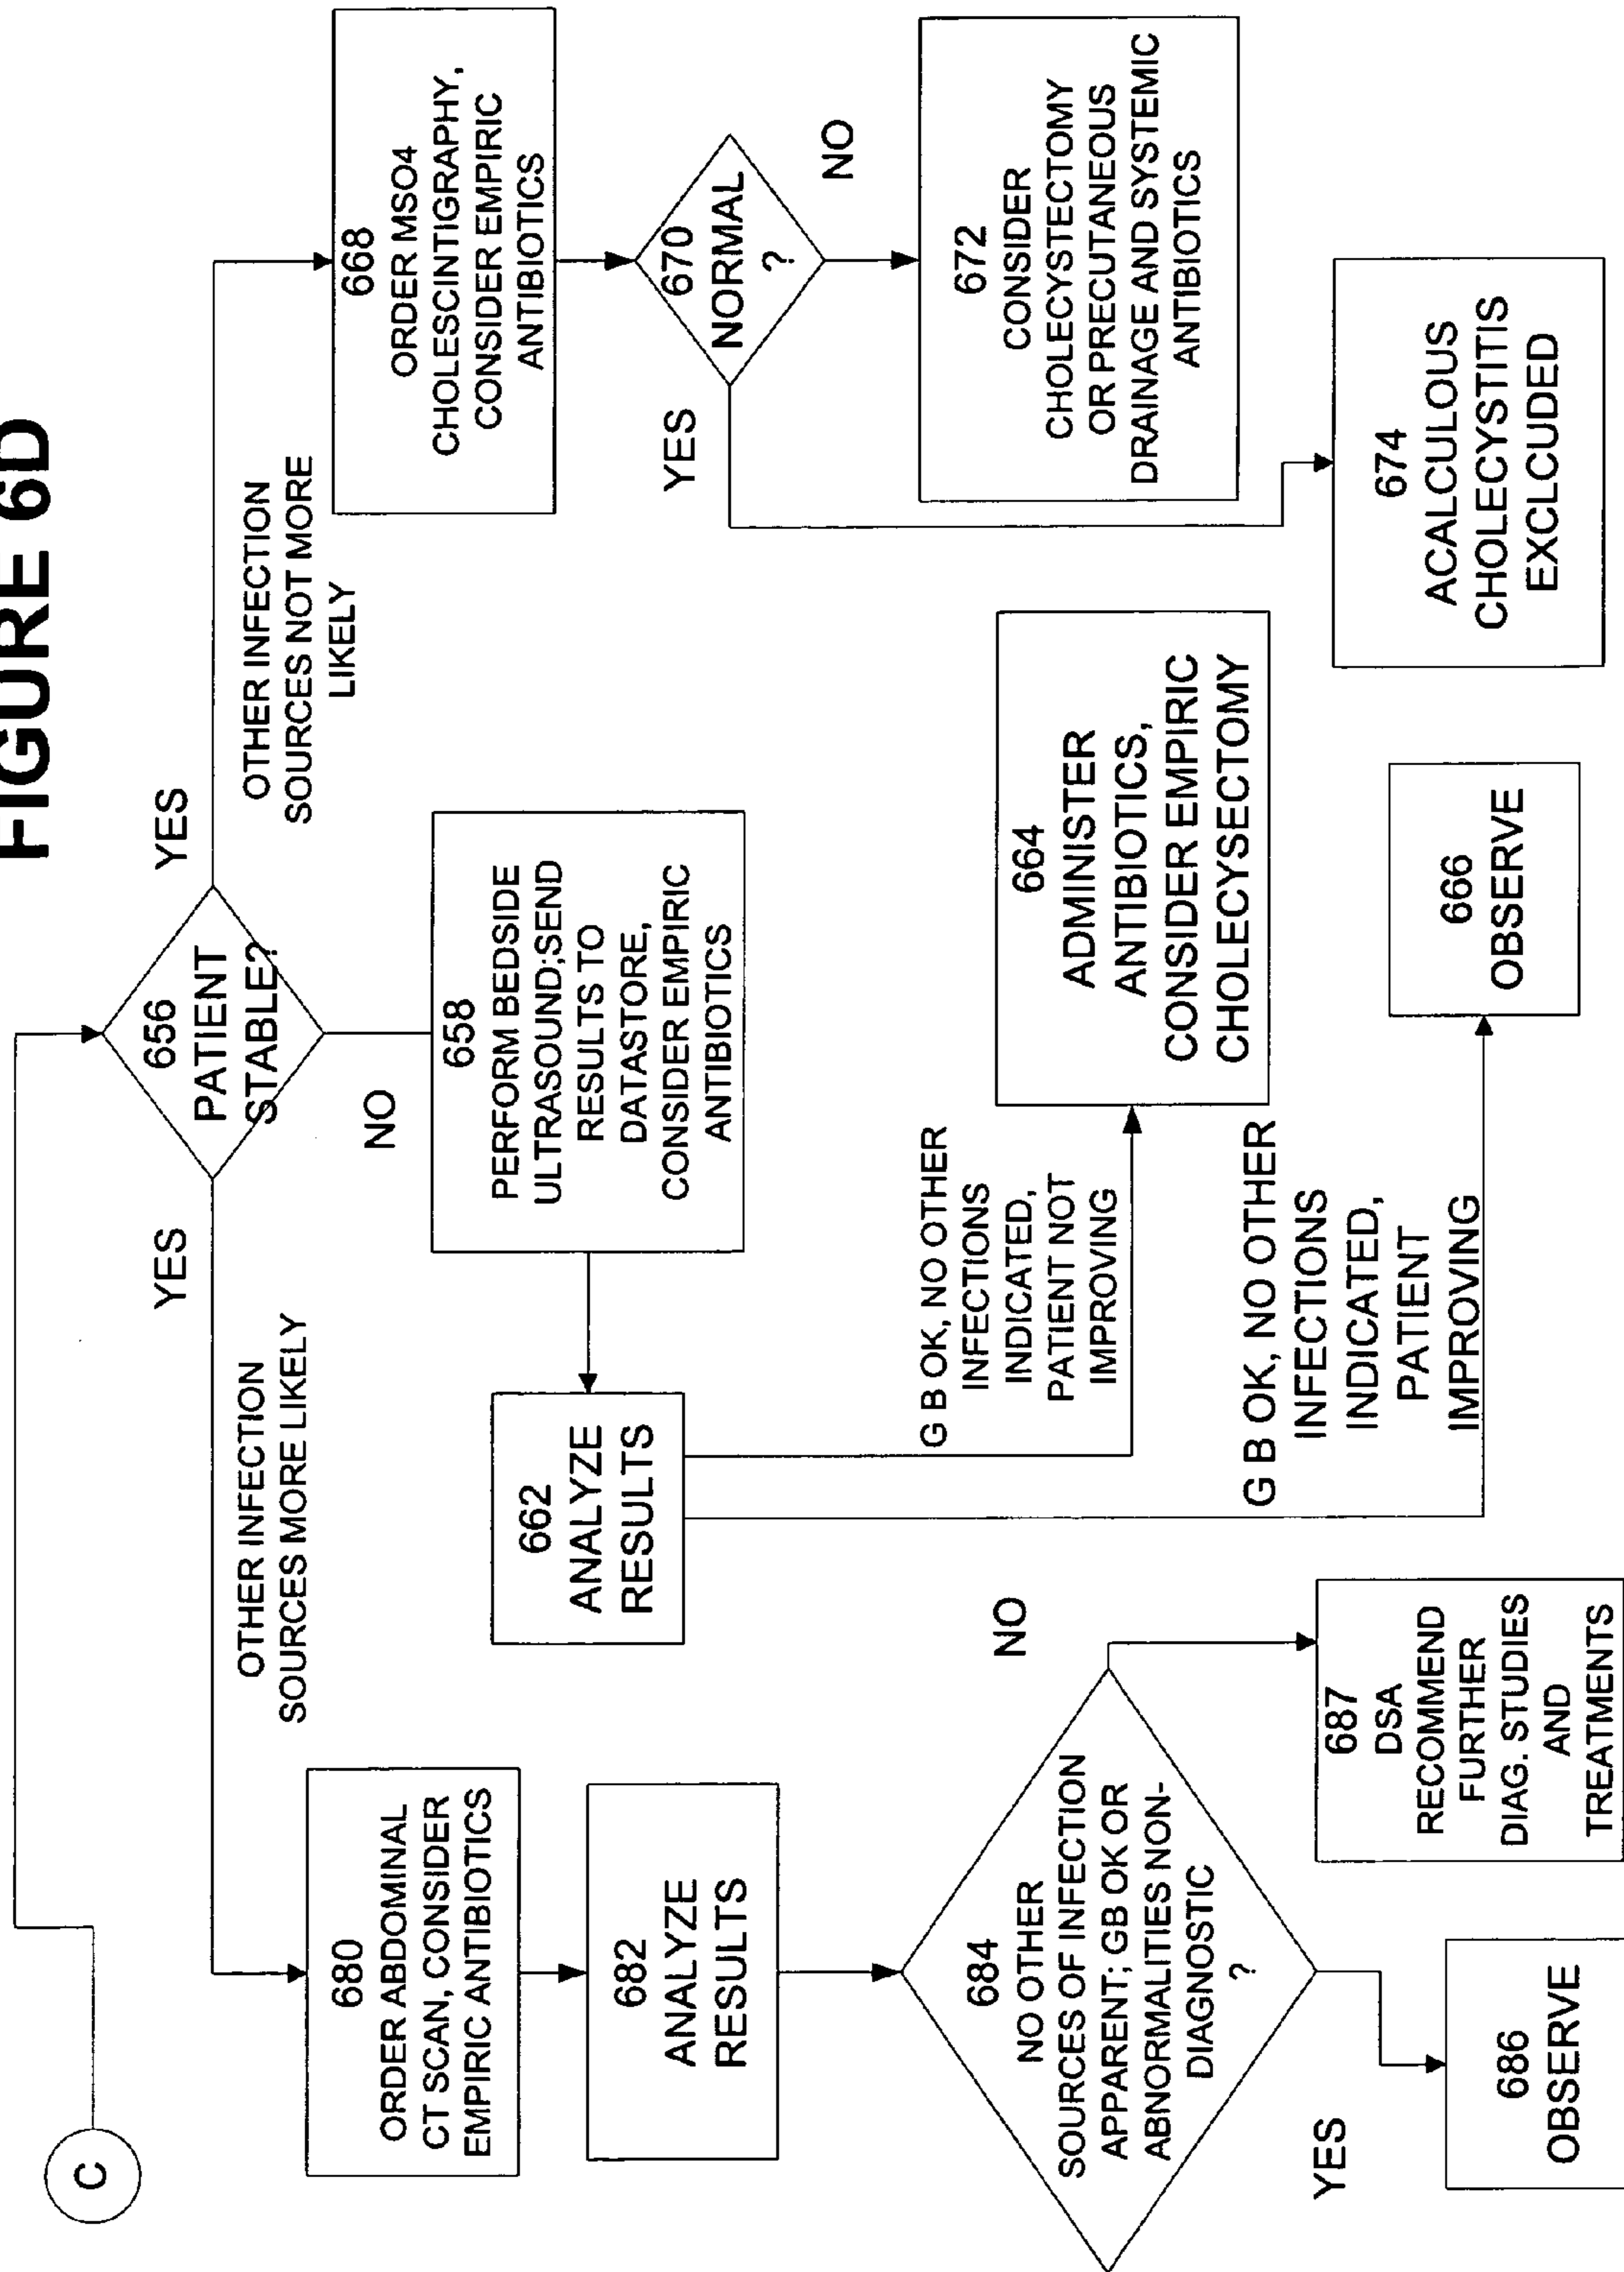 FIGURE 6D
C
656
PATIENT
STABLE?
YES
YES
NO
OTHER INFECTION
SOURCES MORE LIKELY
OTHER INFECTION
SOURCES NOT MORE
LIKELY
680
ORDER ABDOMINAL
CT SCAN, CONSIDER
EMPIRIC ANTIBIOTICS
682
ANALYZE
RESULTS
684
NO OTHER
SOURCES OF INFECTION
APPARENT; GB OK OR
ABNORMALITIES NON-
DIAGNOSTIC
?
YES
NO
686
OBSERVE
687
DSA
RECOMMEND
FURTHER
DIAG. STUDIES
AND
TREATMENTS
658
PERFORM BEDSIDE
ULTRASOUND;SEND
RESULTS TO
DATASTORE,
CONSIDER EMPIRIC
ANTIBIOTICS
662
ANALYZE
RESULTS
G B OK, NO OTHER
INFECTIONS
INDICATED,
PATIENT NOT
IMPROVING
664
ADMINISTER
ANTIBIOTICS,
CONSIDER EMPIRIC
CHOLECYSECTOMY
G B OK, NO OTHER
INFECTIONS
INDICATED,
PATIENT
IMPROVING
666
OBSERVE
668
ORDER MSO4
CHOLESCINTIGRAPHY,
CONSIDER EMPIRIC
ANTIBIOTICS
670
NORMAL
?
YES
NO
672
CONSIDER
CHOLECYSTECTOMY
OR PRECUTANEOUS
DRAINAGE AND SYSTEMIC
ANTIBIOTICS
674
ACALCULOUS
CHOLECYSTITIS
EXCLCUDED